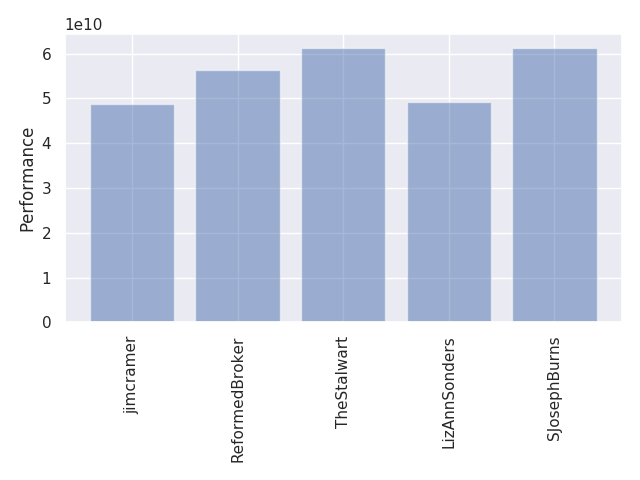 1e10
6
5
4
3
2
1
0
Performance
jimcramer
ReformedBroker
TheStalwart
LizAnnSonders
SJosephBurns